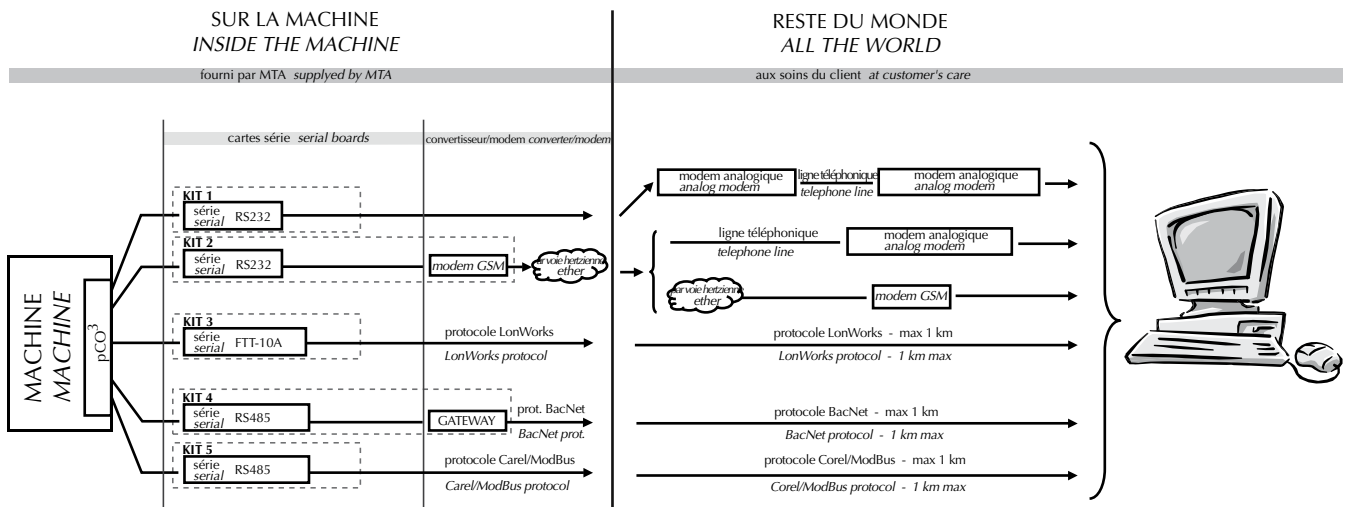 SUR LA MACHINE
INSIDE THE MACHINE
RESTE DU MONDE
ALL THE WORLD
fourni par MTA supplyed by MTA
aux soins du client at customer's care
cartes série serial boards
convertisseur/modem converter/modem
MACHINE
MACHINE
pCO3
KIT 1
série
serial RS232
modem analogique
analog modem
ligne téléphonique
telephone line
modem analogique
analog modem
KIT 2
série
serial RS232
modem GSM
par voie hertzienne
ether
ligne téléphonique
telephone line
modem analogique
analog modem
par voie hertzienne
ether
modem GSM
KIT 3
série
serial FTT-10A
protocole LonWorks
LonWorks protocol
protocole LonWorks - max 1 km
LonWorks protocol - 1 km max
KIT 4
série
serial RS485
GATEWAY
prot. BacNet
BacNet prot.
protocole BacNet - max 1 km
BacNet protocol - 1 km max
KIT 5
série
serial RS485
protocole Carel/ModBus
Carel/ModBus protocol
protocole Corel/ModBus - max 1 km
Corel/ModBus protocol - 1 km max